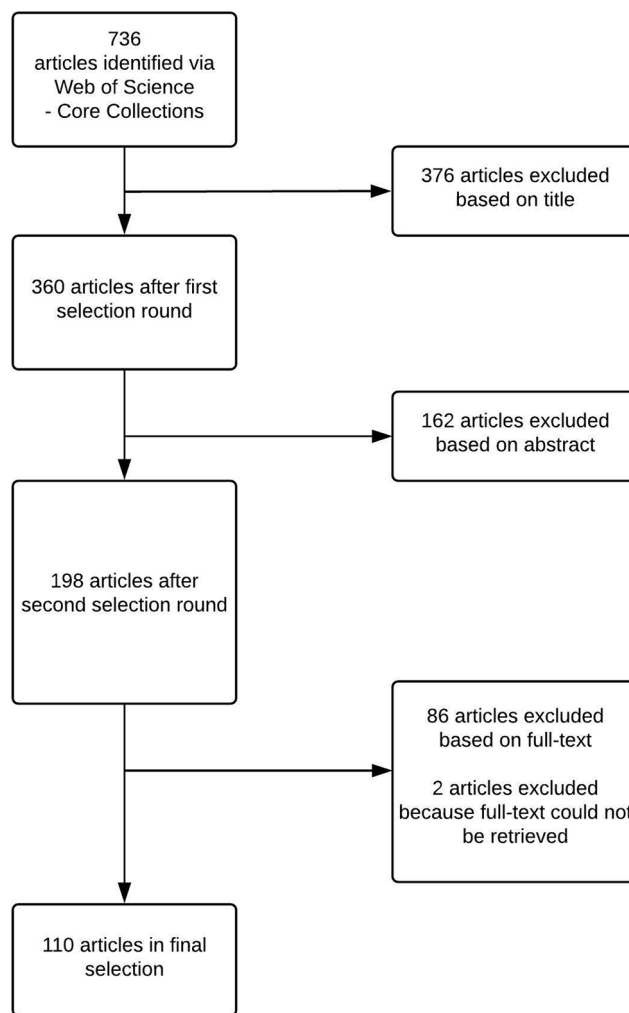 736
articles identified via
Web of Science
- Core Collections
376 articles excluded
based on title
360 articles after first
selection round
162 articles excluded
based on abstract
198 articles after
second selection round
86 articles excluded
based on full-text
2 articles excluded
because full-text could not
be retrieved
110 articles in final
selection